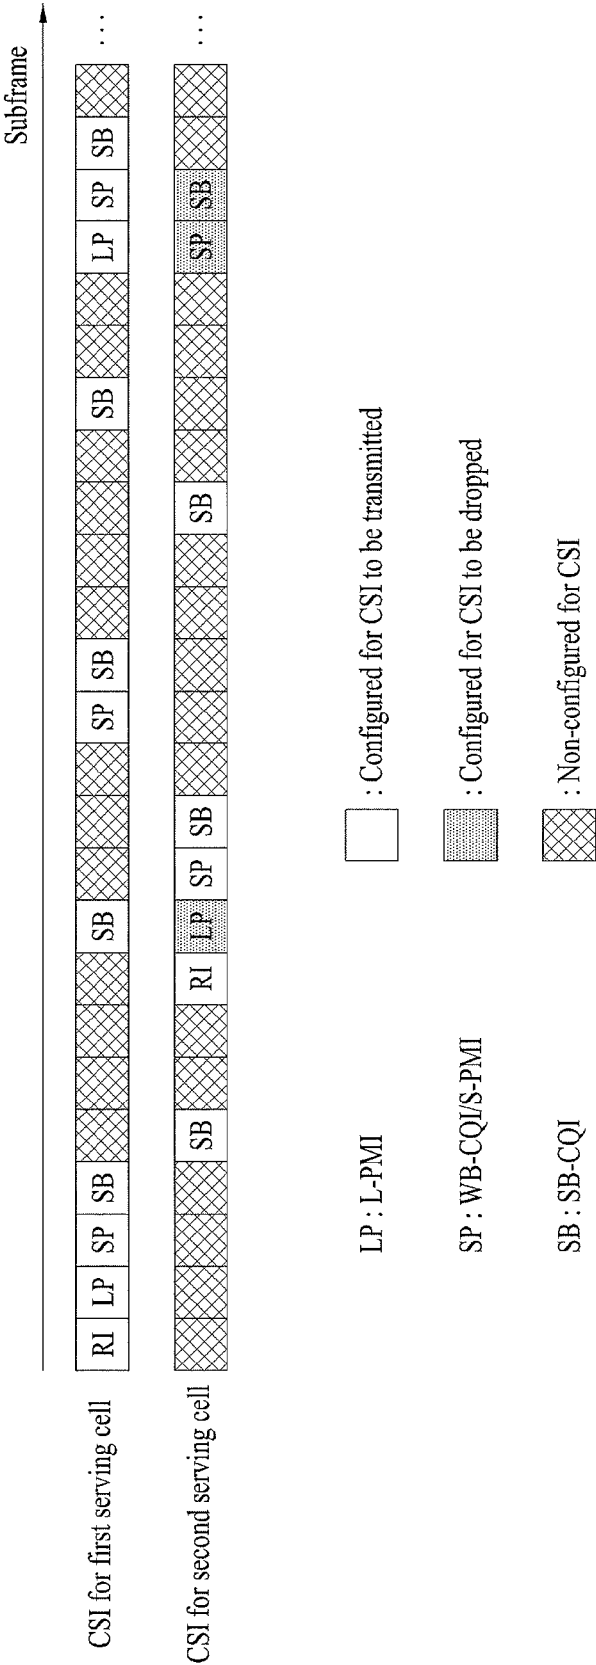 Subframe
CSI for first serving cell RI LP SP SB SB SP SB SB LP SP SB ...
CSI for second serving cell SB RI LP SP SB SB SP SB ...
LP : L-PMI
SP : WB-CQI/S-PMI
SB : SB-CQI
: Configured for CSI to be transmitted
: Configured for CSI to be dropped
: Non-configured for CSI